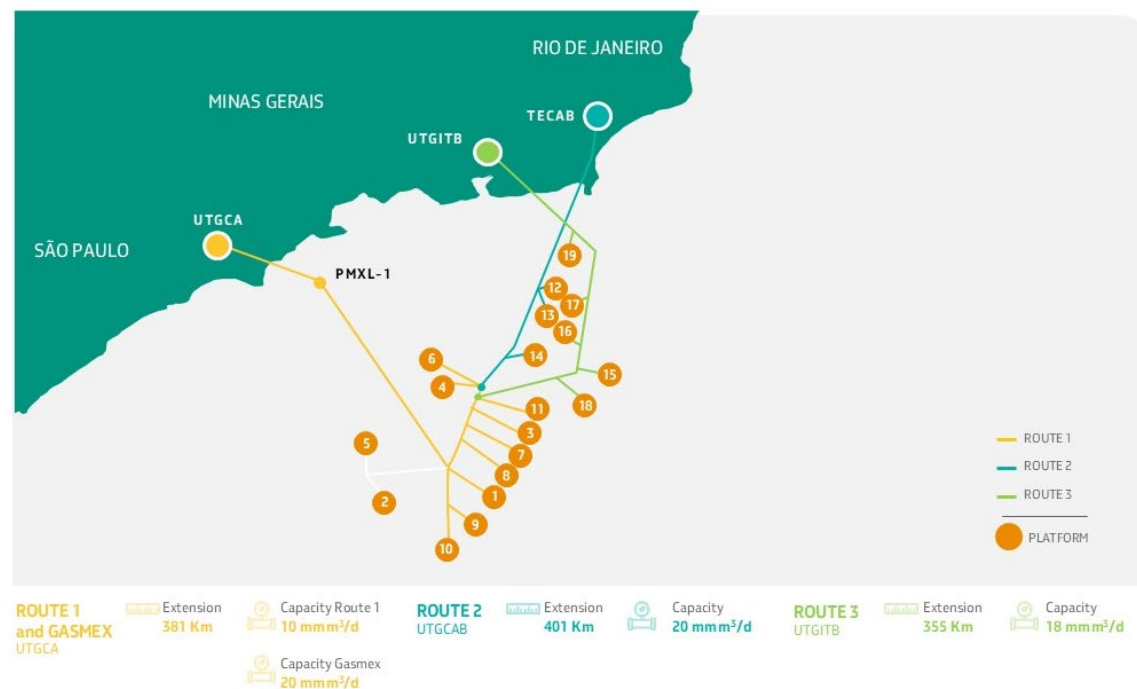 RIO DE JANEIRO
MINAS GERAIS
TECAB
UTGITB
UTGCA
SÃO PAULO
PMXL-1
19
12
17
13
16
14
6
4
15
18
11
3
5
7
8
1
2
9
10
ROUTE 1
ROUTE 2
ROUTE 3
PLATFORM
ROUTE 1
and GASMEX
UTGCA
Extension
381 Km
Capacity Route 1
10 mmm³/d
Capacity Gasmex
20 mmm³/d
ROUTE 2
UTGCAB
Extension
401 Km
Capacity
20 mmm³/d
ROUTE 3
UTGITB
Extension
355 Km
Capacity
18 mmm³/d